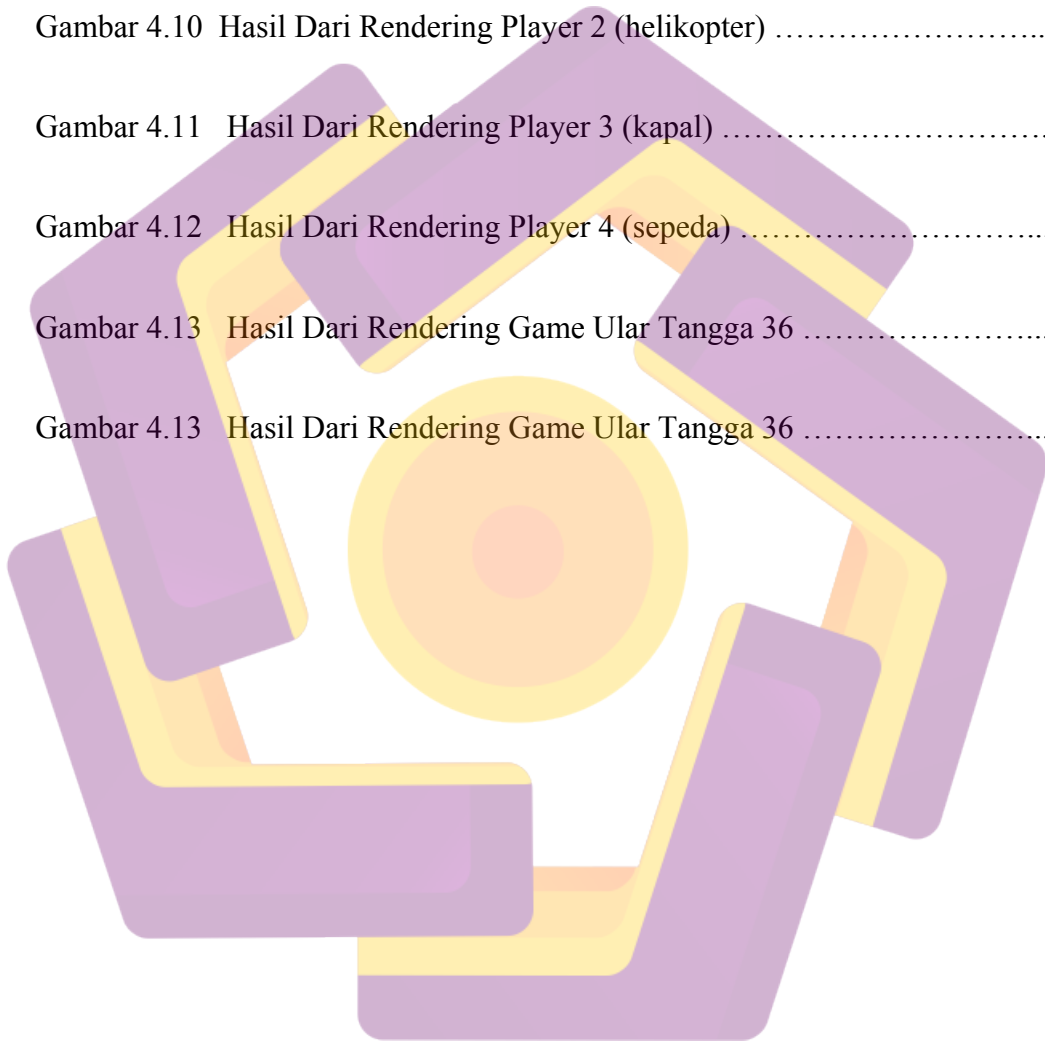 Gambar 4.10 Hasil Dari Rendering Player 2 (helikopter) ……………………..
Gambar 4.11 Hasil Dari Rendering Player 3 (kapal) …………………………..
Gambar 4.12 Hasil Dari Rendering Player 4 (sepeda) ………………………...
Gambar 4.13 Hasil Dari Rendering Game Ular Tangga 36 …………………...
Gambar 4.13 Hasil Dari Rendering Game Ular Tangga 36 …………………...